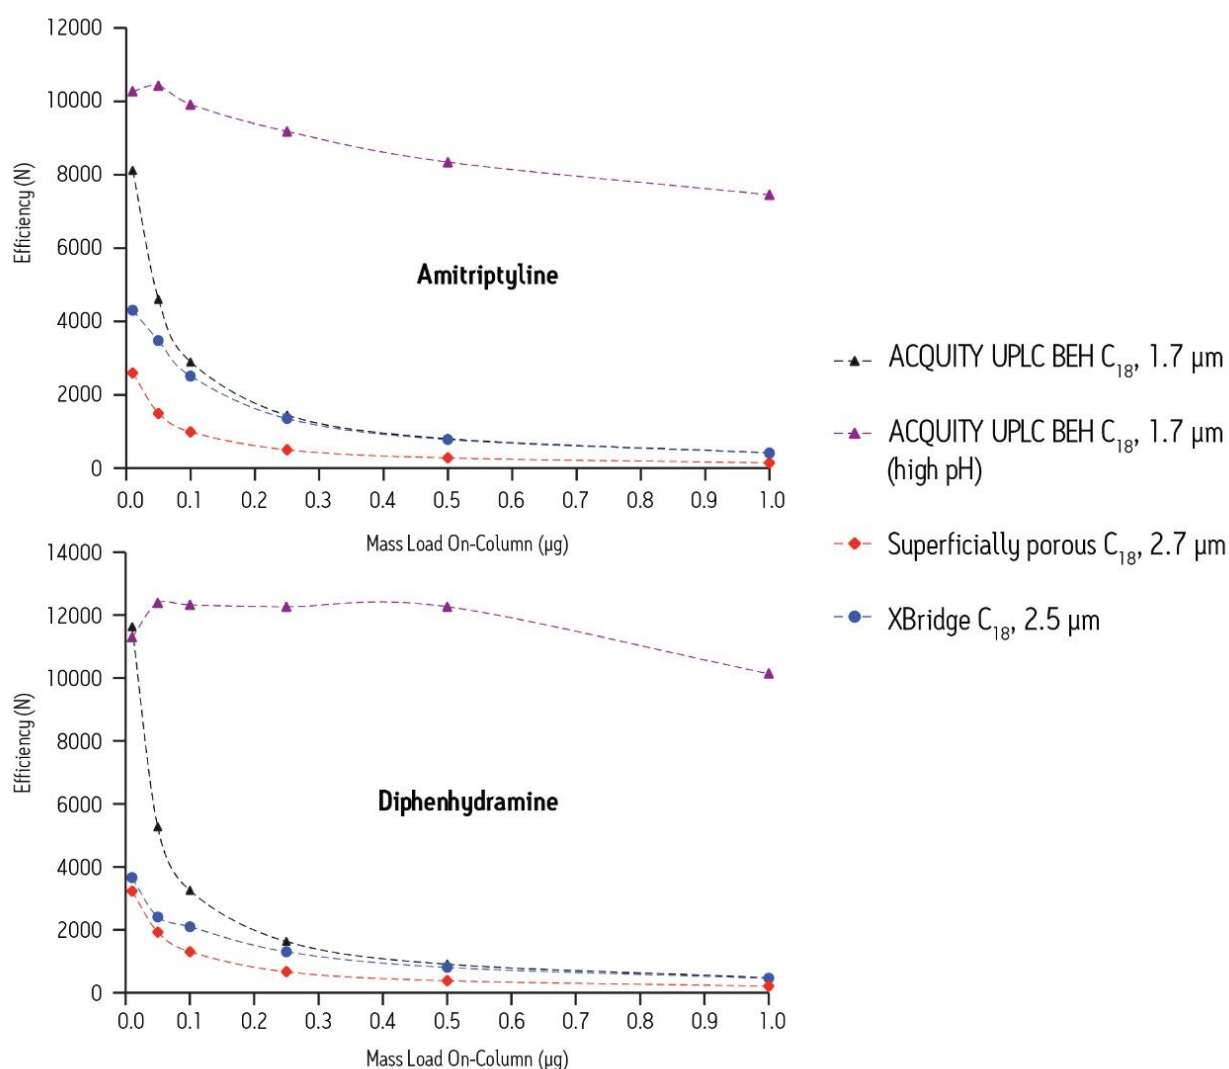 12000
10000
8000
6000
4000
2000
0
Efficiency (N)
Amitriptyline
0.0 0.1 0.2 0.3 0.4 0.5 0.6 0.7 0.8 0.9 1.0
Mass Load On-Column (µg)
14000
12000
10000
8000
6000
4000
2000
0
Efficiency (N)
Diphenhydramine
0.0 0.1 0.2 0.3 0.4 0.5 0.6 0.7 0.8 0.9 1.0
Mass Load On-Column (µg)
ACQUITY UPLC BEH C₁₈, 1.7 µm
ACQUITY UPLC BEH C₁₈, 1.7 µm
(high pH)
Superficially porous C₁₈, 2.7 µm
XBridge C₁₈, 2.5 µm